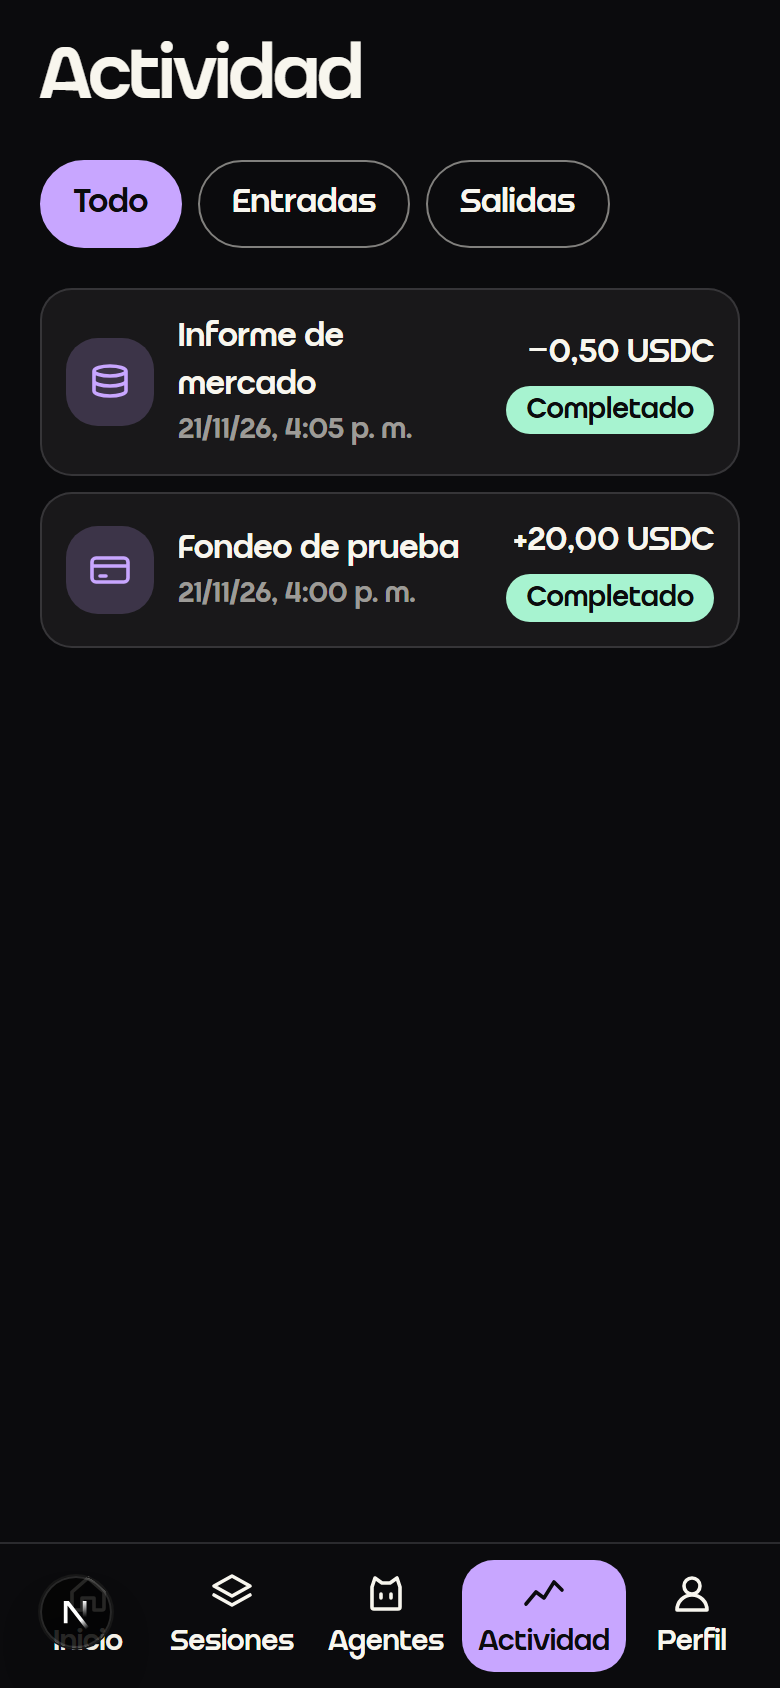 Actividad
Todo
Entradas
Salidas
Informe de
mercado
21/11/26, 4:05 p. m.
−0,50 USDC
Completado
Fondeo de prueba
21/11/26, 4:00 p. m.
+20,00 USDC
Completado
N
Inicio
Sesiones
Agentes
Actividad
Perfil